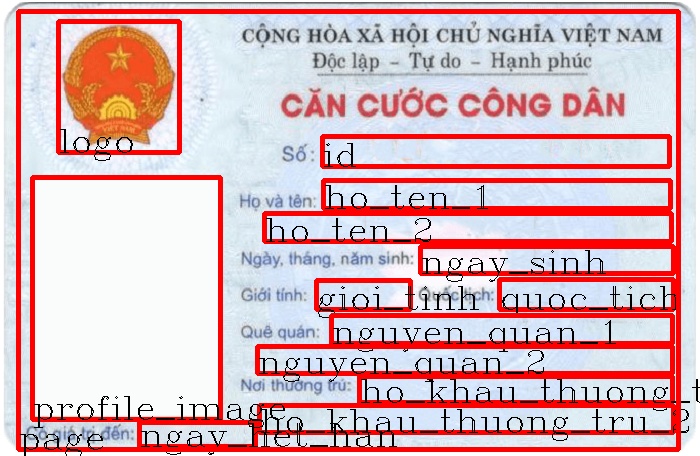 CỘNG HÒA XÃ HỘI CHỦ NGHĨA VIỆT NAM
Độc lập - Tự do - Hạnh phúc
CĂN CƯỚC CÔNG DÂN
VIỆT NAM
logo
Số: id
Họ và tên: ho_ten_1
ho_ten_2
Ngày, tháng, năm sinh: ngay_sinh
Giới tính: gioi_tinh Quốc tịch: quoc_tich
Quê quán: nguyen_quan_1
nguyen_quan_2
Nơi thường trú: ho_khau_thuong_t
profile_image
ho_khau_thuong_tru_2
page
Có giá trị đến: ngay_het_han